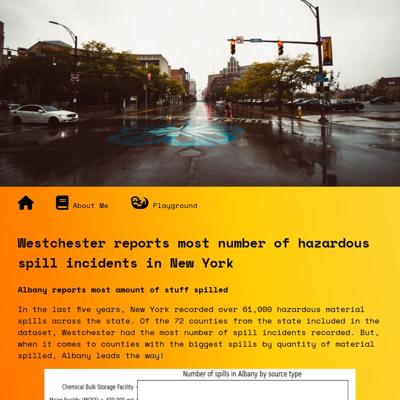 About Me
Playground
Westchester reports most number of hazardous
spill incidents in New York
Albany reports most amount of stuff spilled
In the last five years, New York recorded over 61,000 hazardous material
spills across the state. Of the 72 counties from the state included in the
dataset, Westchester had the most number of spill incidents recorded. But,
when it comes to counties with the biggest spills by quantity of material
spilled, Albany leads the way!
Number of spills in Albany by source type
Chemical Bulk Storage Facility